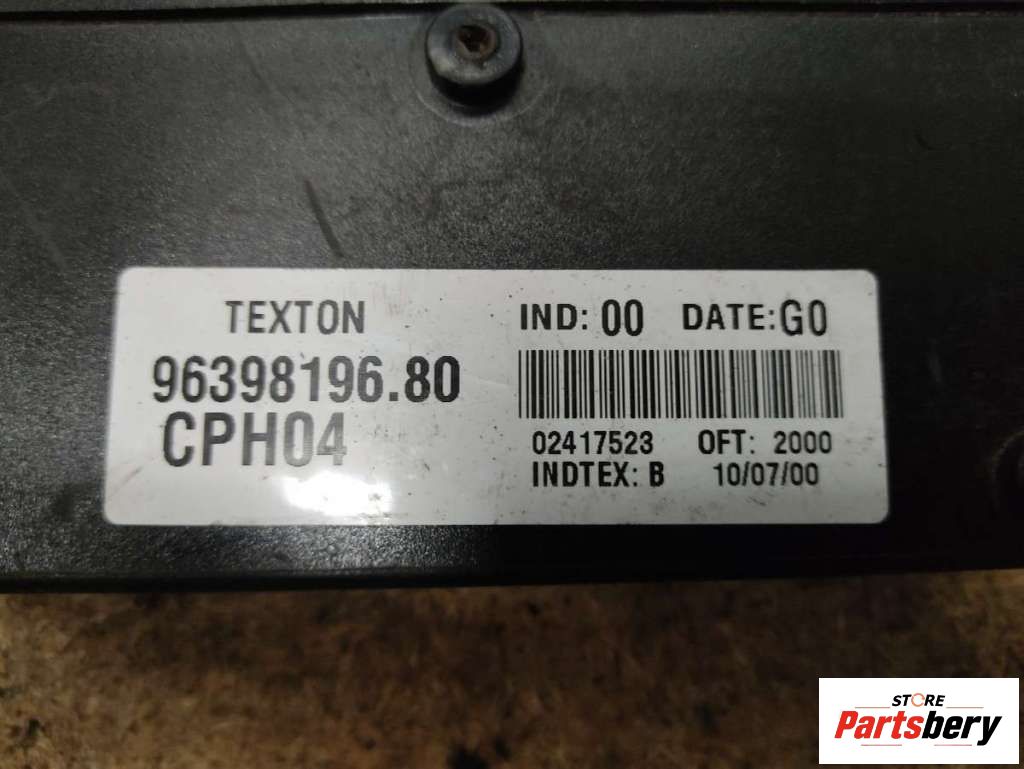 TEXTON
96398196.80
CPH04
IND: 00 DATE: G0
02417523 OFT: 2000
INDTEX: B 10/07/00
STORE
Partsbery